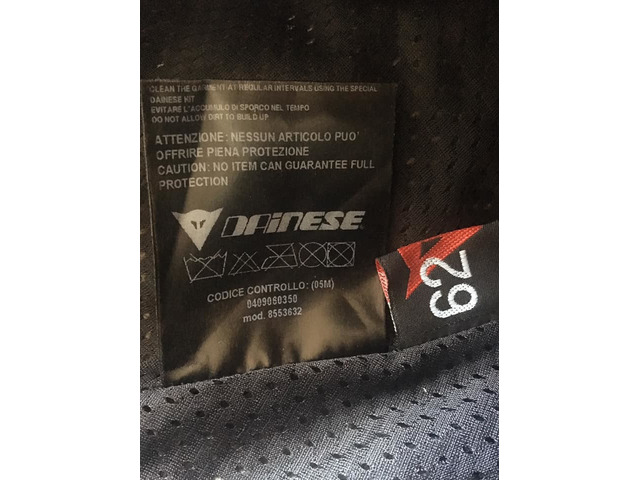 CLEAN THE GARMENT AT REGULAR INTERVALS USING THE SPECIAL
DAINESE KIT
EVITARE L'ACCUMULO DI SPORCO NEL TEMPO
DO NOT ALLOW DIRT TO BUILD UP
ATTENZIONE: NESSUN ARTICOLO PUO'
OFFRIRE PIENA PROTEZIONE
CAUTION: NO ITEM CAN GUARANTEE FULL
PROTECTION
DAINESE
CODICE CONTROLLO: (05M)
0409060350
mod. 8553632
62